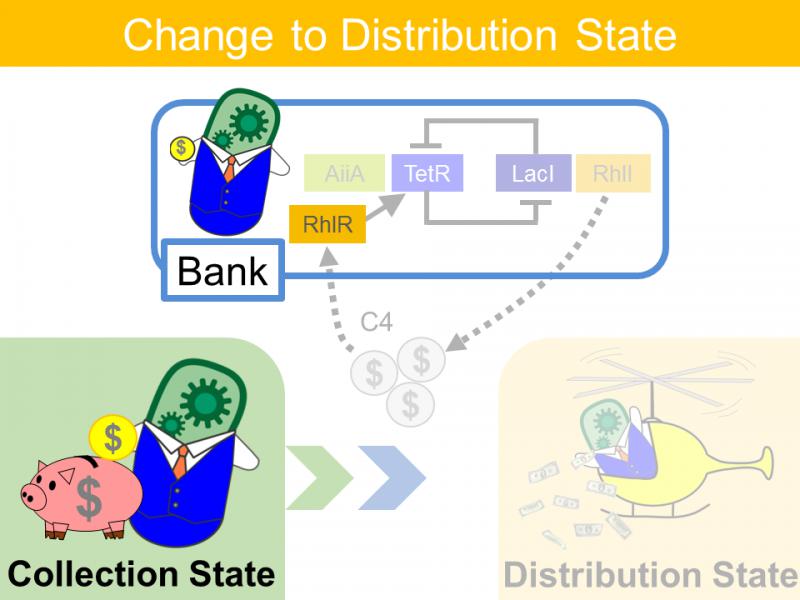 Change to Distribution State
$
AiiA
TetR
LacI
RhlI
RhlR
Bank
C4
$
$
$
$
$
Collection State
Distribution State